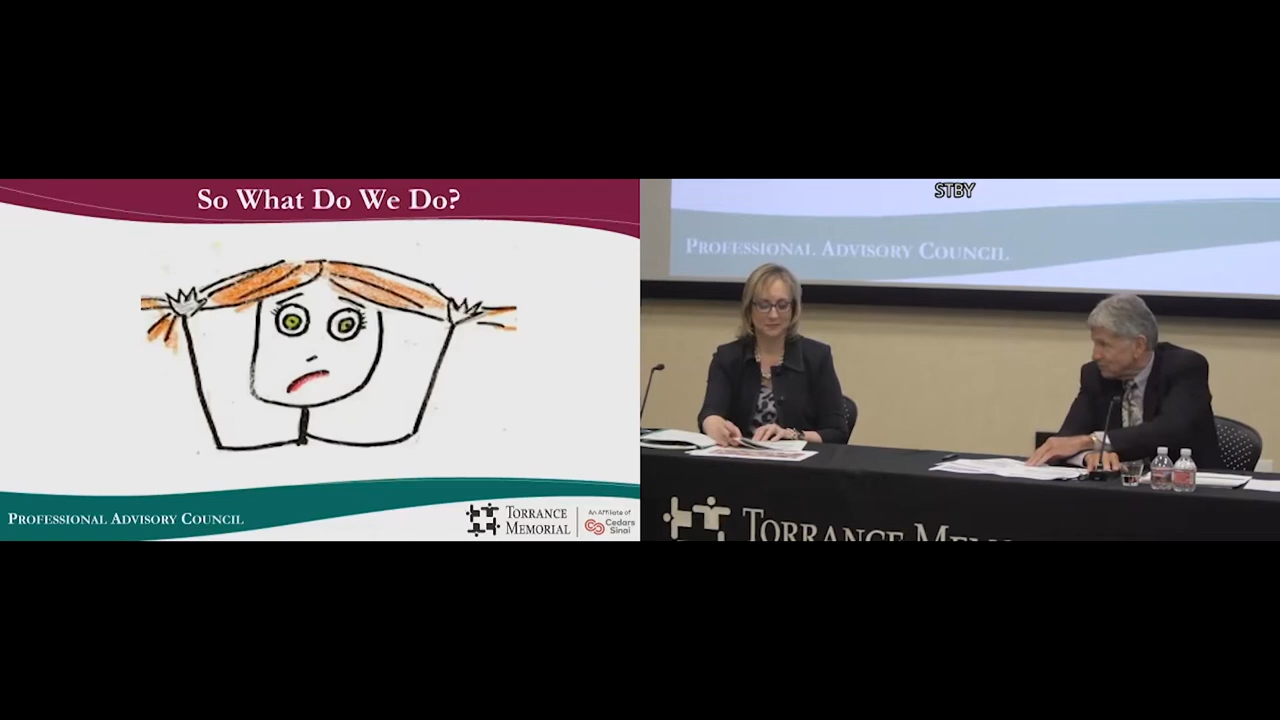 So What Do We Do?
PROFESSIONAL ADVISORY COUNCIL
TORRANCE
MEMORIAL
An Affiliate of
Cedars
Sinai
STBY
PROFESSIONAL ADVISORY COUNCIL
TORRANCE